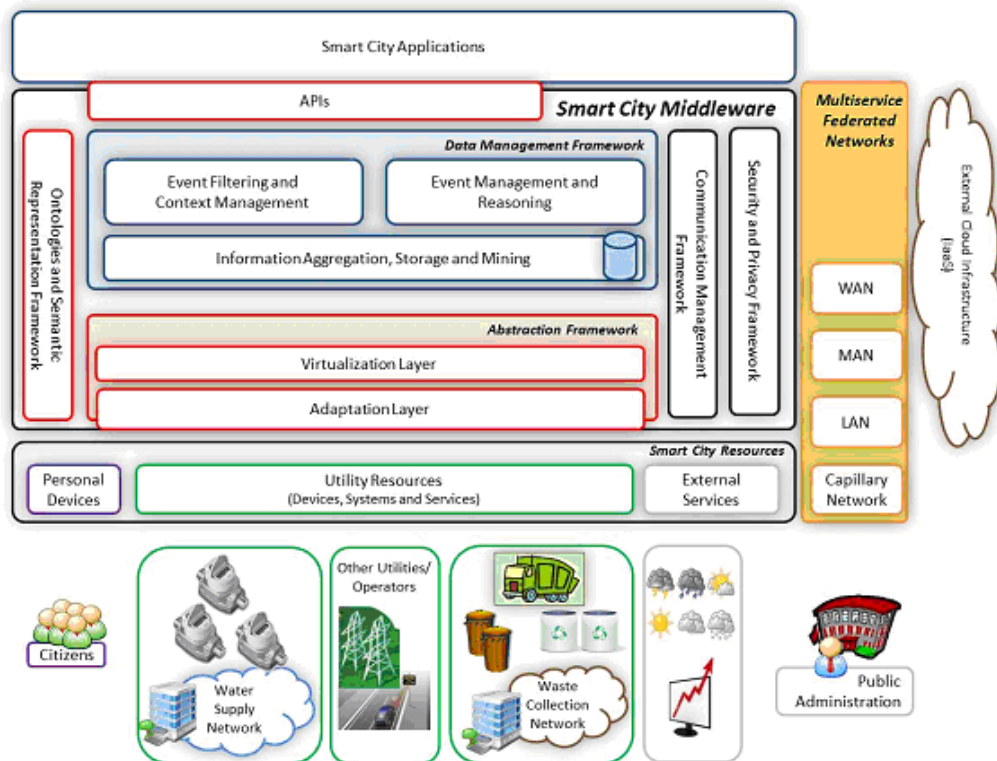 Smart City Applications
APIs
Smart City Middleware
Multiservice
Federated
Networks
Data Management Framework
Event Filtering and
Context Management
Event Management and
Reasoning
Information Aggregation, Storage and Mining
Ontologies and Semantic
Representation Framework
Communication Management
Framework
Security and Privacy Framework
External Cloud Infrastructure
(IaaS)
Abstraction Framework
Virtualization Layer
Adaptation Layer
WAN
MAN
LAN
Capillary
Network
Smart City Resources
Personal
Devices
Utility Resources
(Devices, Systems and Services)
External
Services
Citizens
Water
Supply
Network
Other Utilities/
Operators
Waste
Collection
Network
Public
Administration